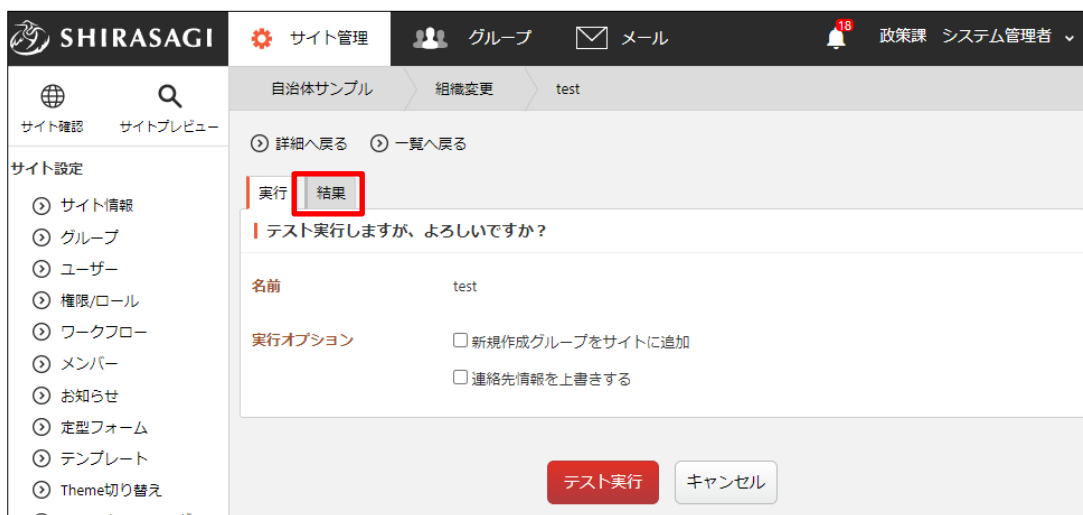 SHIRASAGI
サイト管理
グループ
メール
18
政策課 システム管理者
サイト確認
サイトプレビュー
自治体サンプル
組織変更
test
詳細へ戻る
一覧へ戻る
サイト設定
サイト情報
グループ
ユーザー
権限/ロール
ワークフロー
メンバー
お知らせ
定型フォーム
テンプレート
Theme切り替え
実行
結果
テスト実行しますが、よろしいですか？
名前
test
実行オプション
新規作成グループをサイトに追加
連絡先情報を上書きする
テスト実行
キャンセル